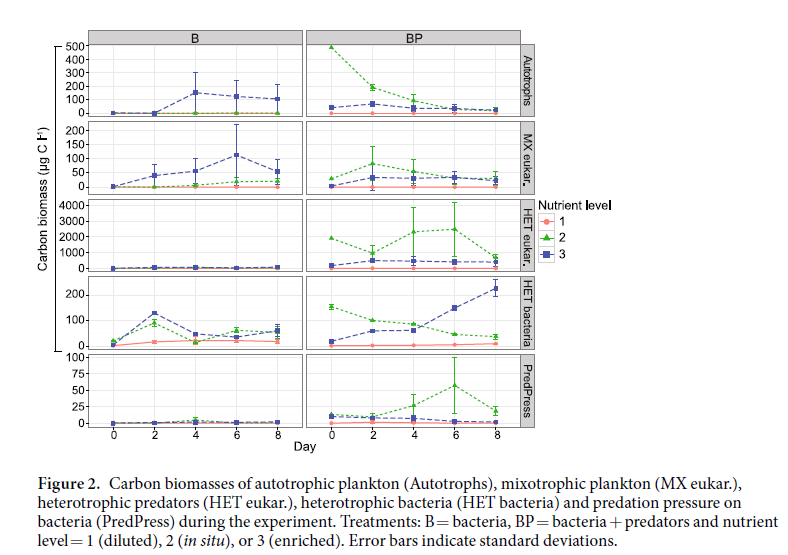 B BP
Carbon biomass (µg C l⁻¹)
500
400
300
200
100
0
Autotrophs
200
150
100
50
0
MX eukar.
4000
3000
2000
1000
0
HET eukar.
200
100
0
HET bacteria
100
75
50
25
0
PredPress
Nutrient level
1
2
3
0 2 4 6 8 0 2 4 6 8
Day
Figure 2. Carbon biomasses of autotrophic plankton (Autotrophs), mixotrophic plankton (MX eukar.),
heterotrophic predators (HET eukar.), heterotrophic bacteria (HET bacteria) and predation pressure on
bacteria (PredPress) during the experiment. Treatments: B= bacteria, BP= bacteria + predators and nutrient
level= 1 (diluted), 2 (in situ), or 3 (enriched). Error bars indicate standard deviations.